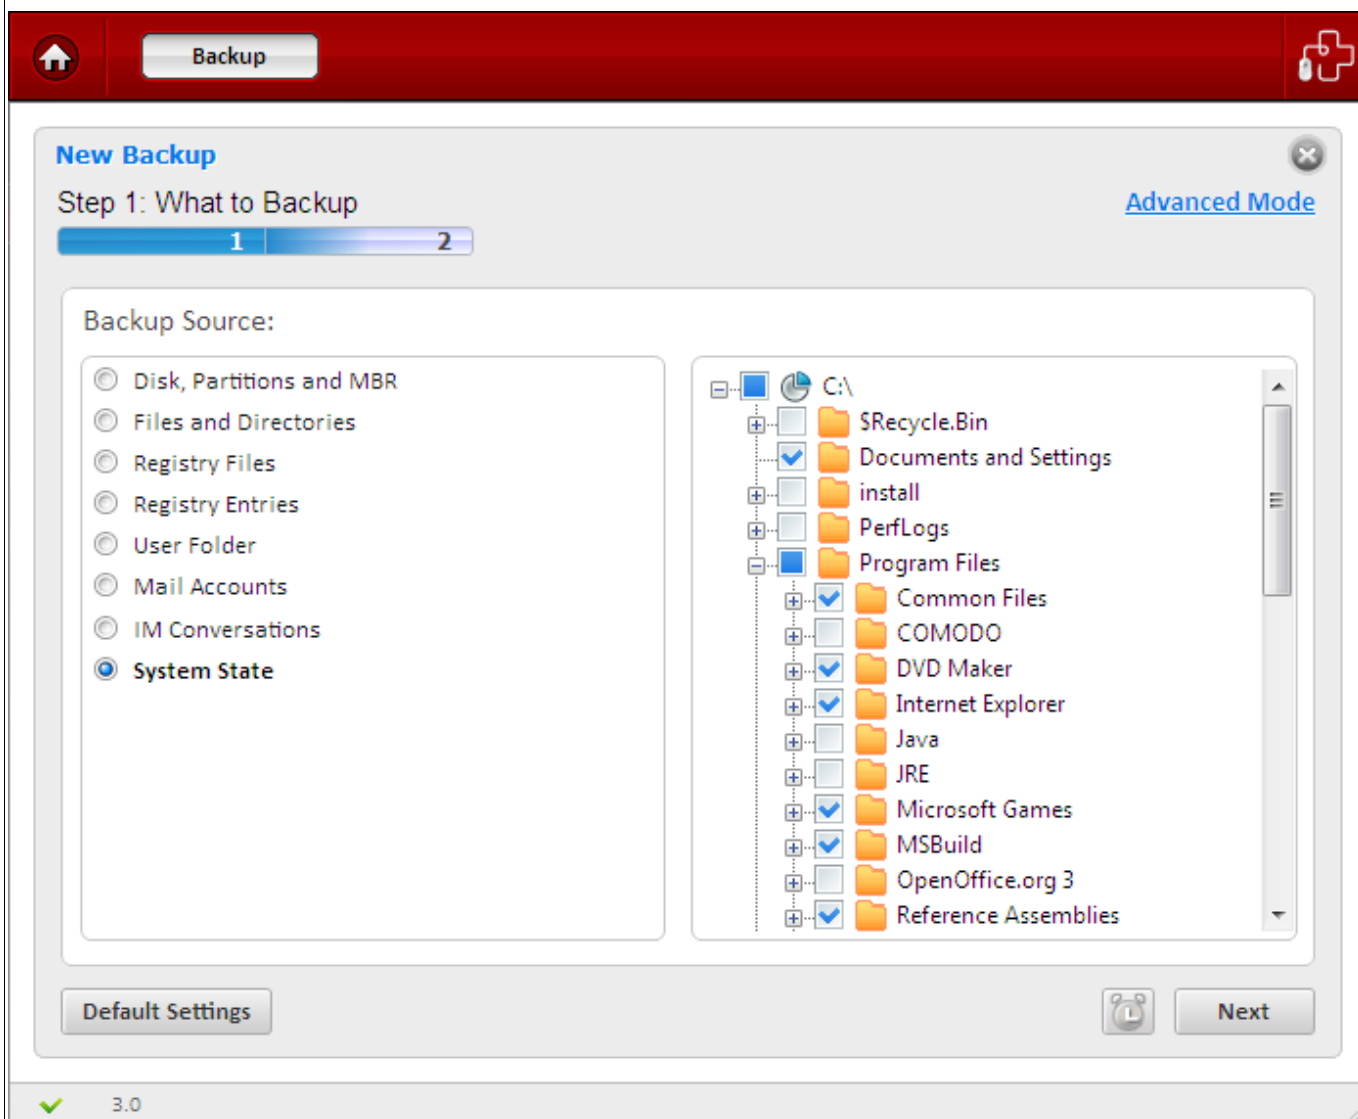 Backup
New Backup
Step 1: What to Backup
Advanced Mode
1 2
Backup Source:
Disk, Partitions and MBR
Files and Directories
Registry Files
Registry Entries
User Folder
Mail Accounts
IM Conversations
System State
C:\
$Recycle.Bin
Documents and Settings
install
PerfLogs
Program Files
Common Files
COMODO
DVD Maker
Internet Explorer
Java
JRE
Microsoft Games
MSBuild
OpenOffice.org 3
Reference Assemblies
Default Settings
Next
3.0